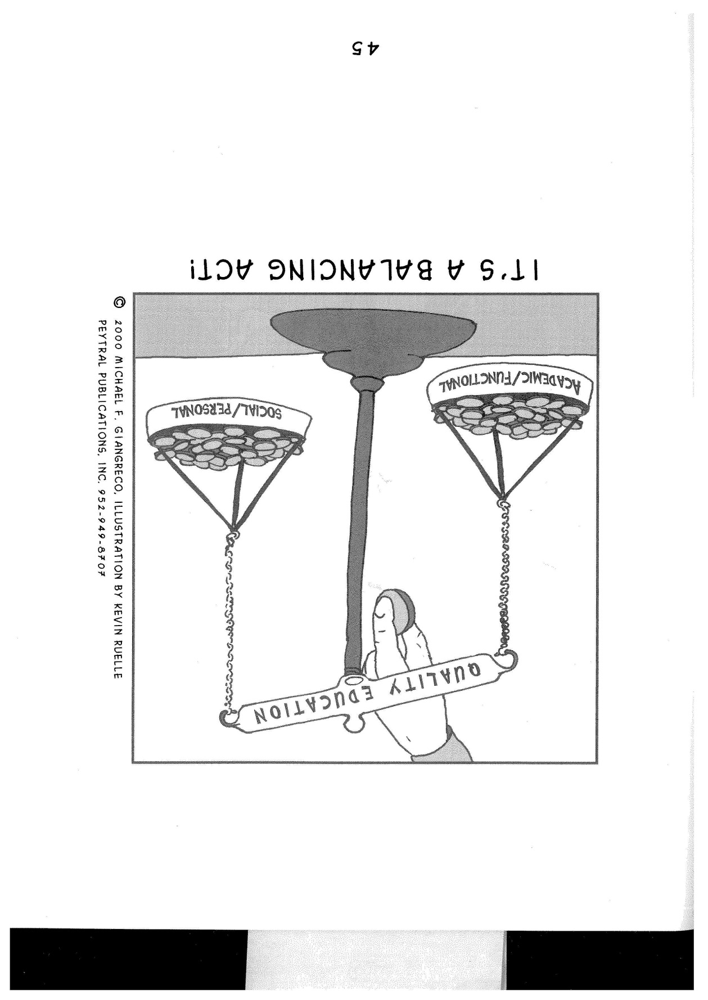 QUALITY EDUCATION
SOCIAL/PERSONAL
ACADEMIC/FUNCTIONAL
IT'S A BALANCING ACT!
© 2000 MICHAEL F. GIANGRECO, ILLUSTRATION BY KEVIN RUELLE
PEYTRAL PUBLICATIONS, INC. 952-949-8707
45